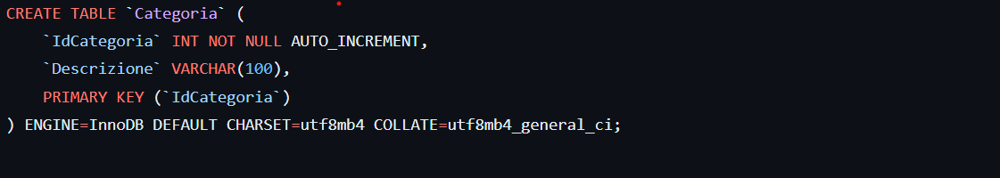 CREATE TABLE `Categoria` (
    `IdCategoria` INT NOT NULL AUTO_INCREMENT,
    `Descrizione` VARCHAR(100),
    PRIMARY KEY (`IdCategoria`)
) ENGINE=InnoDB DEFAULT CHARSET=utf8mb4 COLLATE=utf8mb4_general_ci;